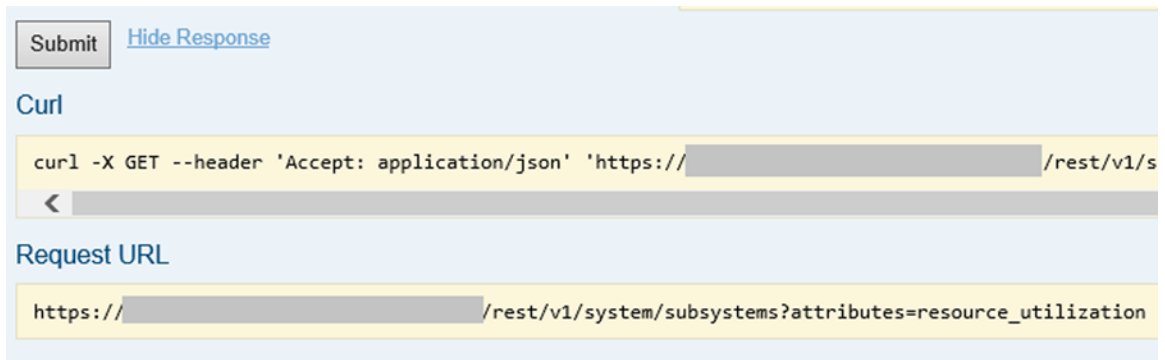 Submit Hide Response
Curl
curl -X GET --header 'Accept: application/json' 'https:// /rest/v1/s
Request URL
https:// /rest/v1/system/subsystems?attributes=resource_utilization